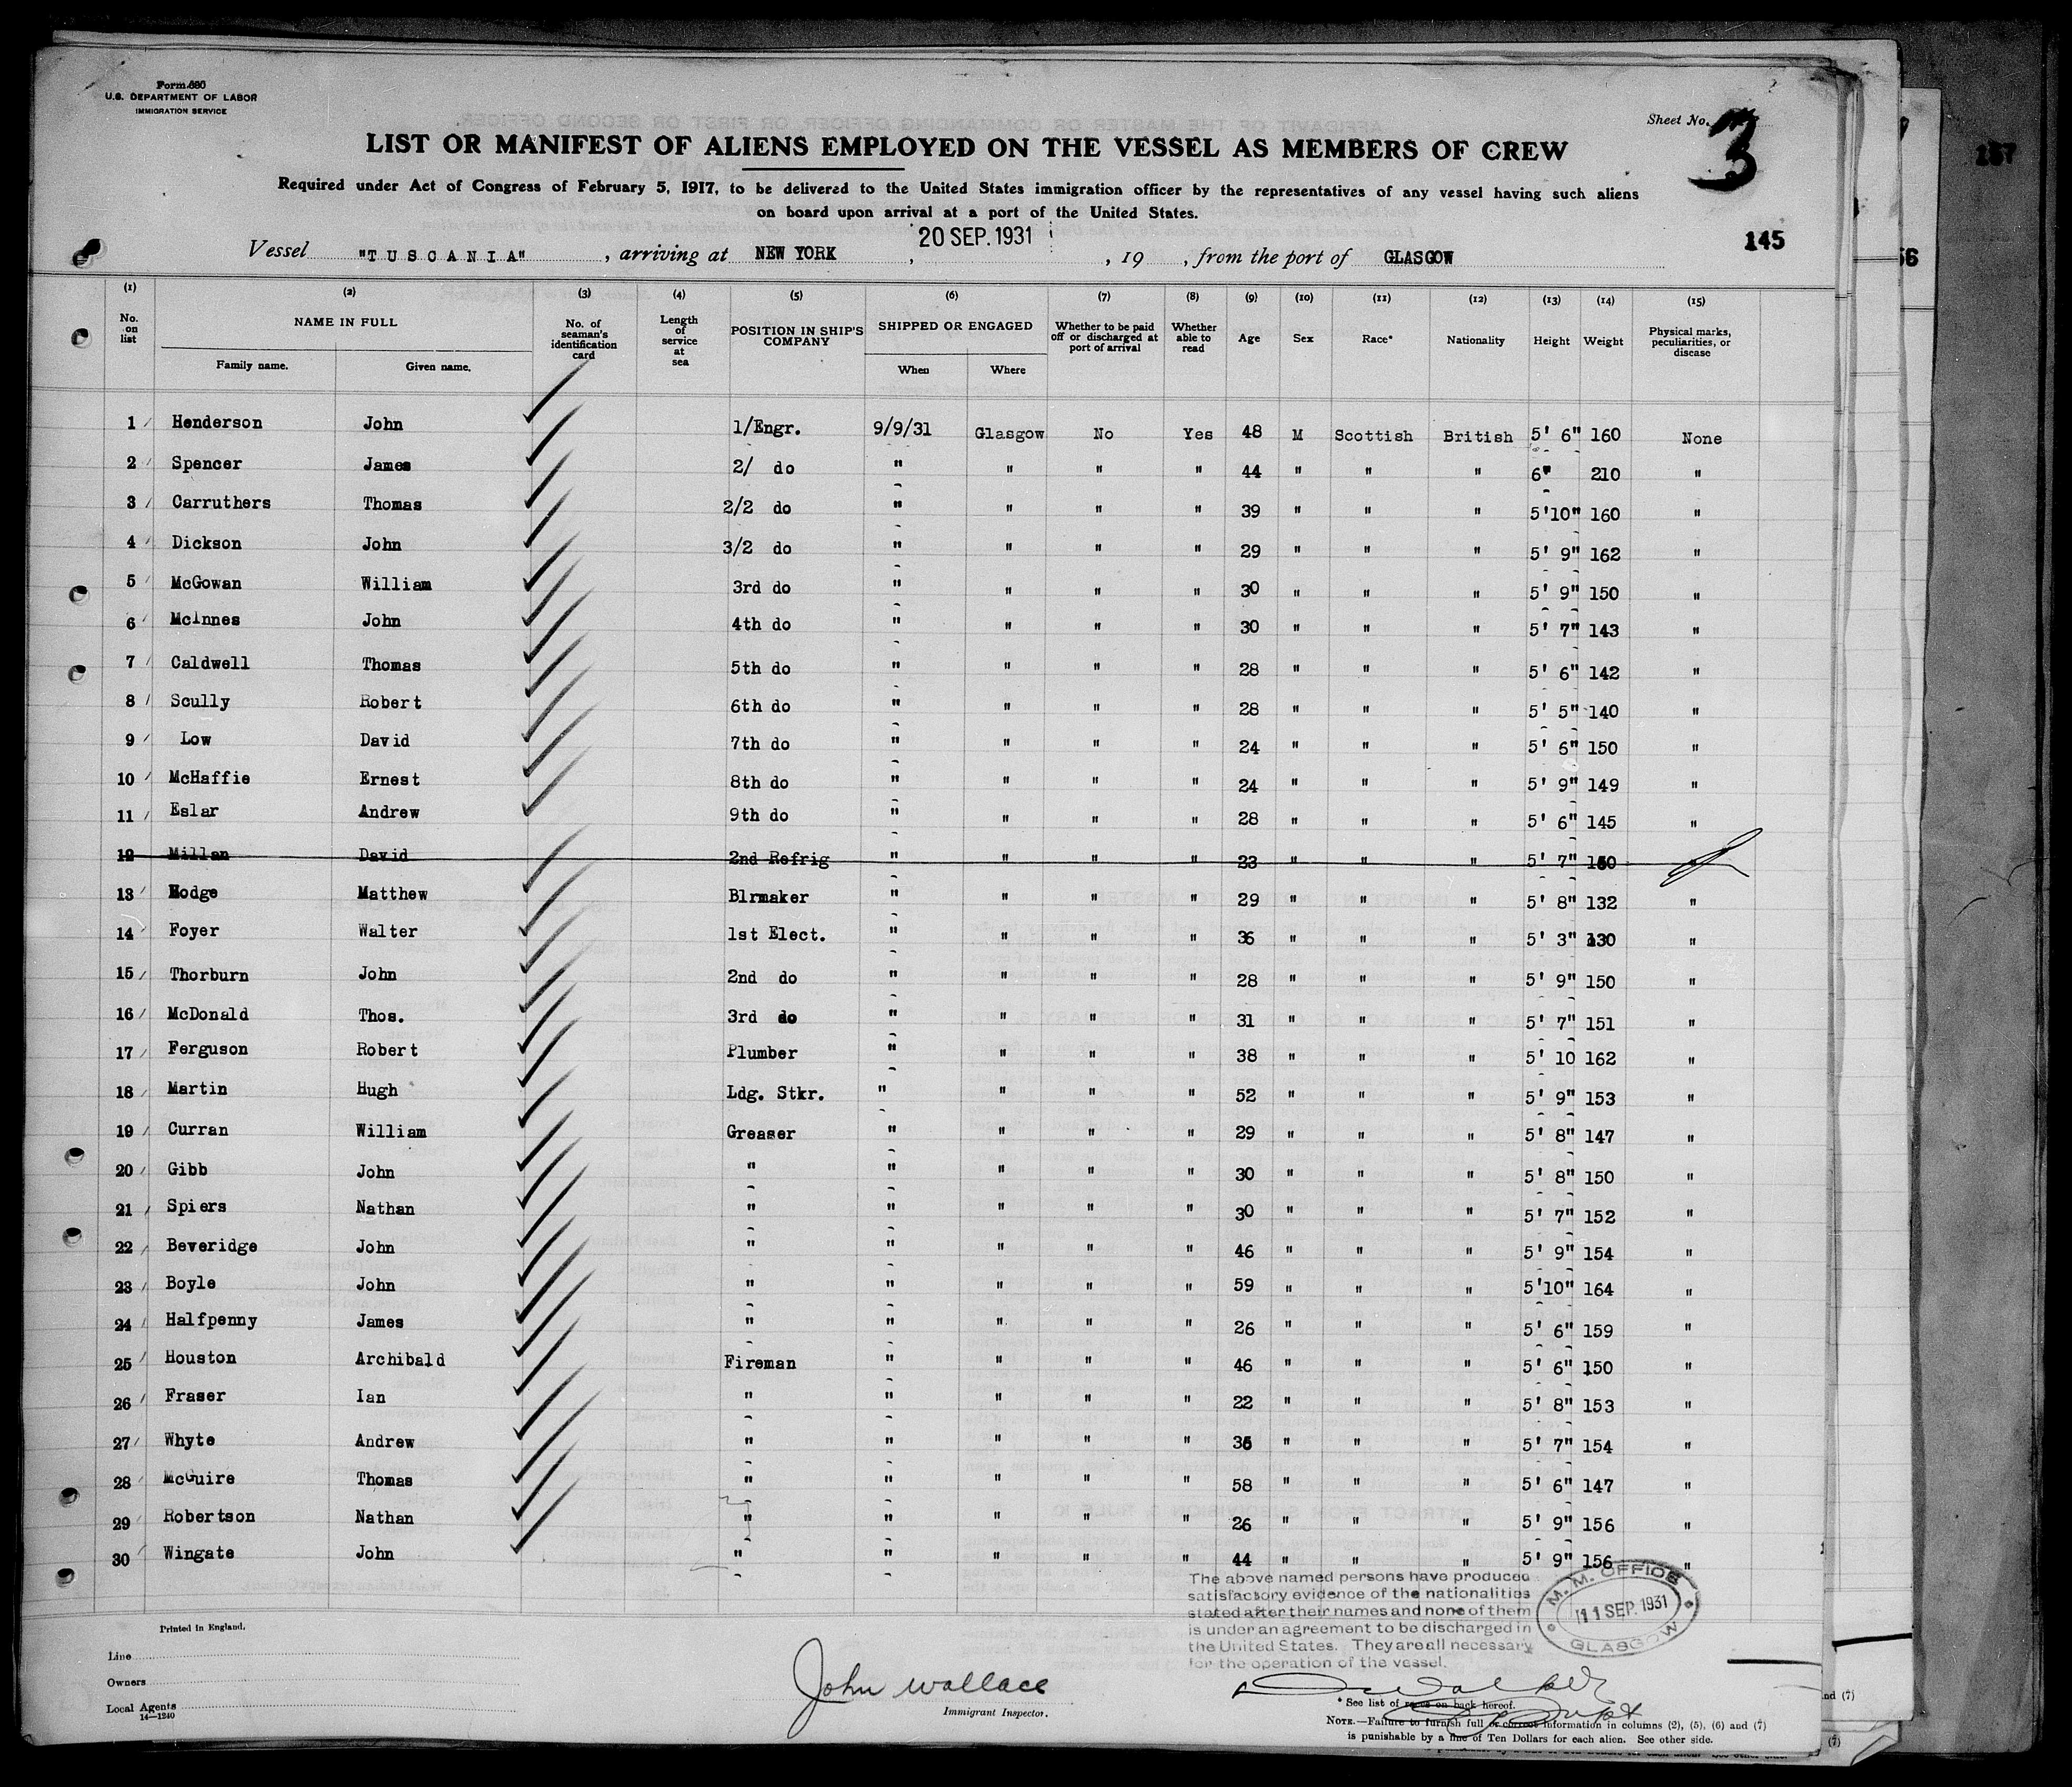 Form 680
U.S. DEPARTMENT OF LABOR
IMMIGRATION SERVICE
Sheet No. 3
LIST OR MANIFEST OF ALIENS EMPLOYED ON THE VESSEL AS MEMBERS OF CREW
Required under Act of Congress of February 5, 1917, to be delivered to the United States immigration officer by the representatives of any vessel having such aliens
on board upon arrival at a port of the United States.
20 SEP. 1931
145
157
Vessel "TUSCANIA", arriving at NEW YORK, , 19 , from the port of GLASGOW
(1) (2) (3) (4) (5) (6) (7) (8) (9) (10) (11) (12) (13) (14) (15)
No. on list NAME IN FULL Family name. Given name. No. of seaman's identification card Length of service at sea POSITION IN SHIP'S COMPANY SHIPPED OR ENGAGED When Where Whether to be paid off or discharged at port of arrival Whether able to read Age Sex Race* Nationality Height Weight Physical marks, peculiarities, or disease
1 Henderson John 1/Engr. 9/9/31 Glasgow No Yes 48 M Scottish British 5' 6" 160 None
2 Spencer James 2/ do " " " " 44 " " " 6" 210 "
3 Carruthers Thomas 2/2 do " " " " 39 " " " 5'10" 160 "
4 Dickson John 3/2 do " " " " 29 " " " 5' 9" 162 "
5 McGowan William 3rd do " " " " 30 " " " 5' 9" 150 "
6 McInnes John 4th do " " " " 30 " " " 5' 7" 143 "
7 Caldwell Thomas 5th do " " " " 28 " " " 5' 6" 142 "
8 Scully Robert 6th do " " " " 28 " " " 5' 5" 140 "
9 Low David 7th do " " " " 24 " " " 5' 6" 150 "
10 McHaffie Ernest 8th do " " " " 24 " " " 5' 9" 149 "
11 Eslar Andrew 9th do " " " " 28 " " " 5' 6" 145 "
12 Millan David 2nd Refrig " " " " 23 " " " 5' 7"
13 Hodge Matthew Blrmaker " " " " 29 " " " 5' 8" 132 "
14 Foyer Walter 1st Elect. " " " " 36 " " " 5' 3" 130 "
15 Thorburn John 2nd do " " " " 28 " " " 5' 9" 150 "
16 McDonald Thos. 3rd do " " " " 31 " " " 5' 7" 151 "
17 Ferguson Robert Plumber " " " " 38 " " " 5' 10 162 "
18 Martin Hugh Ldg. Stkr. " " " " 52 " " " 5' 9" 153 "
19 Curran William Greaser " " " " 29 " " " 5' 8" 147 "
20 Gibb John " " " " " 30 " " " 5' 8" 150 "
21 Spiers Nathan " " " " " 30 " " " 5' 7" 152 "
22 Beveridge John " " " " " 46 " " " 5' 9" 154 "
23 Boyle John " " " " " 59 " " " 5'10" 164 "
24 Halfpenny James " " " " " 26 " " " 5' 6" 159 "
25 Houston Archibald Fireman " " " " 46 " " " 5' 6" 150 "
26 Fraser Ian " " " " " 22 " " " 5' 8" 153 "
27 Whyte Andrew " " " " " " " " 5' 7" 154 "
28 McGuire Thomas " " " " " 58 " " " 5' 6" 147 "
29 Robertson Nathan " " " " " 26 " " " 5' 9" 156 "
30 Wingate John " " " " " 44 " " " 5' 9" 156 "
The above named persons have produced
satisfactory evidence of the nationalities
stated after their names and none of them
is under an agreement to be discharged in
the United States. They are all necessary
for the operation of the vessel.
M. M. OFFICE
11 SEP. 1931
GLASGOW
Printed in England.
Line
Owners
Local Agents
14—1240
John Wallace
Immigrant Inspector.
Walker
Supt
* See list of races on back hereof.
NOTE.—Failure to furnish full or correct information in columns (2), (5), (6) and (7)
is punishable by a fine of Ten Dollars for each alien. See other side.